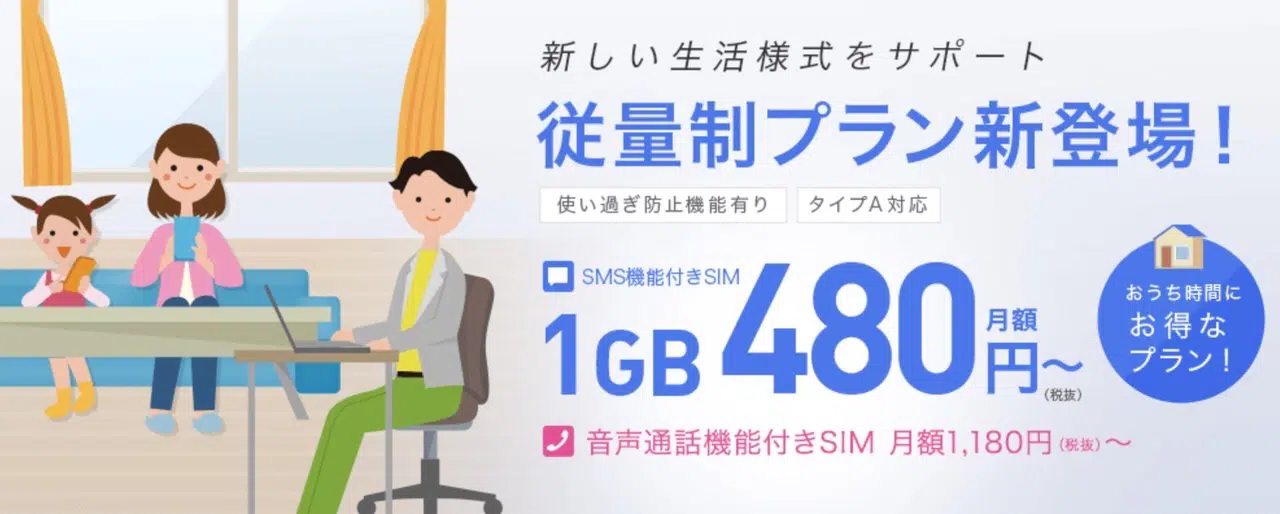 新しい生活様式をサポート
従量制プラン新登場！
使い過ぎ防止機能有り
タイプA対応
SMS機能付きSIM
1GB 480 月額 円～ (税抜)
おうち時間に
お得な
プラン！
音声通話機能付きSIM 月額1,180円(税抜)～